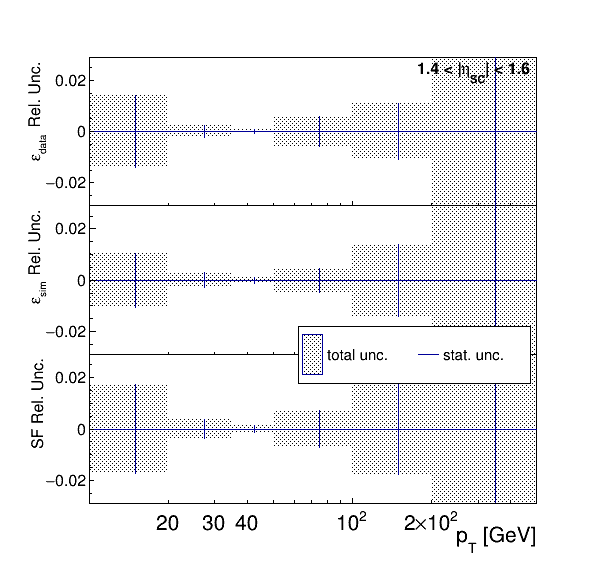 1.4 < |η_SC| < 1.6
ε_data Rel. Unc.
0.02
0
−0.02
ε_sim Rel. Unc.
0.02
0
−0.02
total unc. stat. unc.
SF Rel. Unc.
0.02
0
−0.02
20 30 40 10² 2×10²
p_T [GeV]